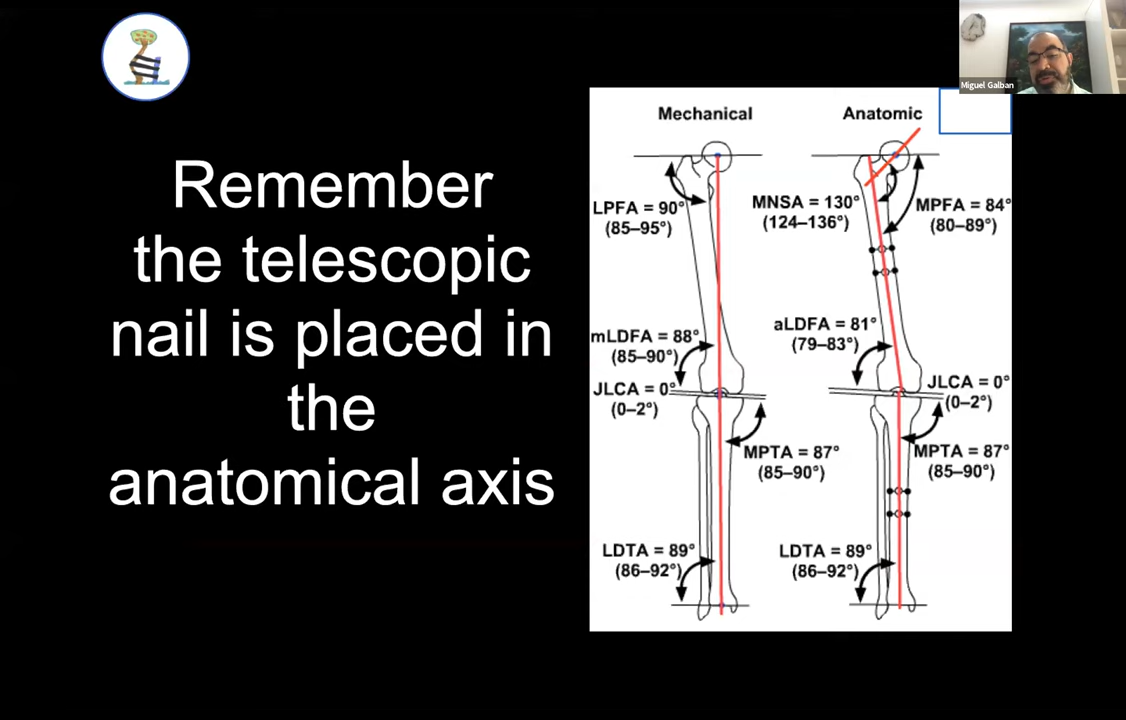 Remember
the telescopic
nail is placed in
the
anatomical axis
Miguel Galban
Mechanical
Anatomic
LPFA = 90°
(85–95°)
MNSA = 130°
(124–136°)
MPFA = 84°
(80–89°)
mLDFA = 88°
(85–90°)
aLDFA = 81°
(79–83°)
JLCA = 0°
(0–2°)
JLCA = 0°
(0–2°)
MPTA = 87°
(85–90°)
MPTA = 87°
(85–90°)
LDTA = 89°
(86–92°)
LDTA = 89°
(86–92°)